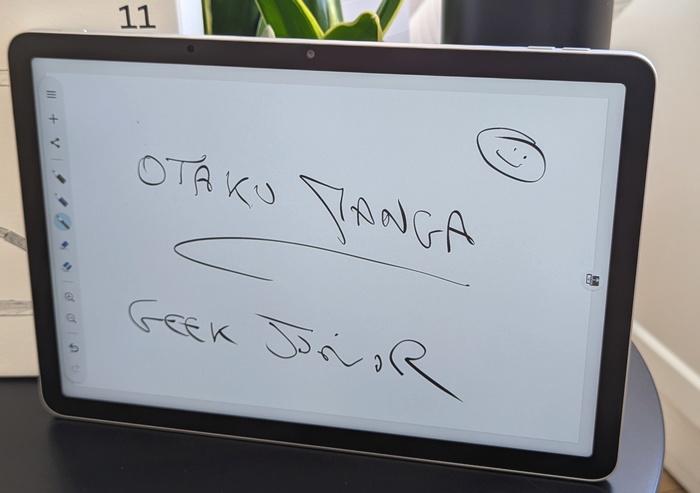 11
OTAKU MANGA
GEEK JUNIOR